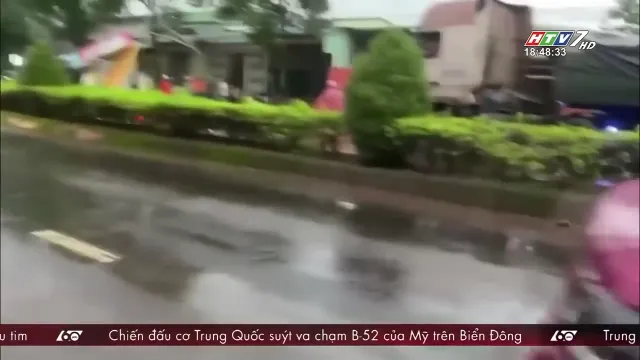 HTV7 HD
18:48:33
u tim 60 Chiến đấu cơ Trung Quốc suýt va chạm B-52 của Mỹ trên Biển Đông 60 Trung